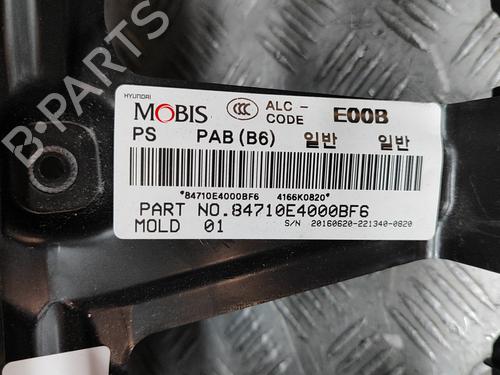 B-PARTS
HYUNDAI
MOBIS CCC ALC - CODE E00B
PS PAB(B6) 일반 일반
*84710E4000BF6 4166K0820*
PART NO.84710E4000BF6
MOLD 01 S/N 20160620-221340-0820